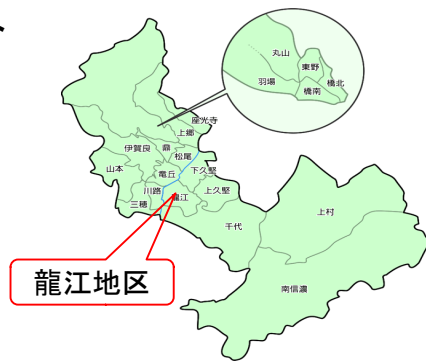 丸山
東野
羽場
橋北
橋南
座光寺
上郷
伊賀良
鼎
松尾
山本
竜丘
下久堅
川路
龍江
上久堅
三穂
千代
上村
南信濃
龍江地区